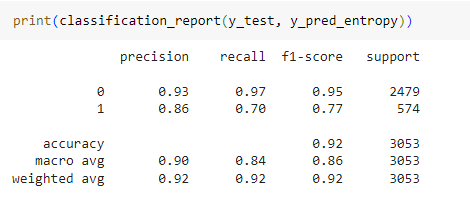 print(classification_report(y_test, y_pred_entropy))
precision recall f1-score support
0 0.93 0.97 0.95 2479
1 0.86 0.70 0.77 574
accuracy 0.92 3053
macro avg 0.90 0.84 0.86 3053
weighted avg 0.92 0.92 0.92 3053